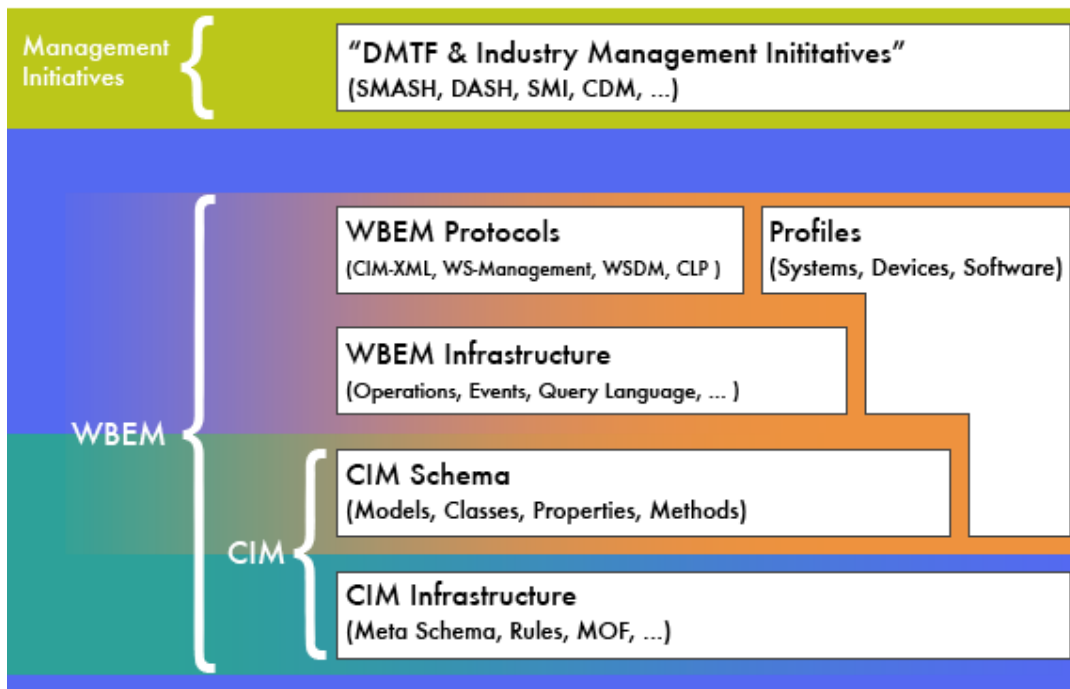 Management
Initiatives
“DMTF & Industry Management Inititatives”
(SMASH, DASH, SMI, CDM, ...)
WBEM Protocols
(CIM-XML, WS-Management, WSDM, CLP )
Profiles
(Systems, Devices, Software)
WBEM Infrastructure
(Operations, Events, Query Language, ... )
WBEM
CIM Schema
(Models, Classes, Properties, Methods)
CIM
CIM Infrastructure
(Meta Schema, Rules, MOF, ...)